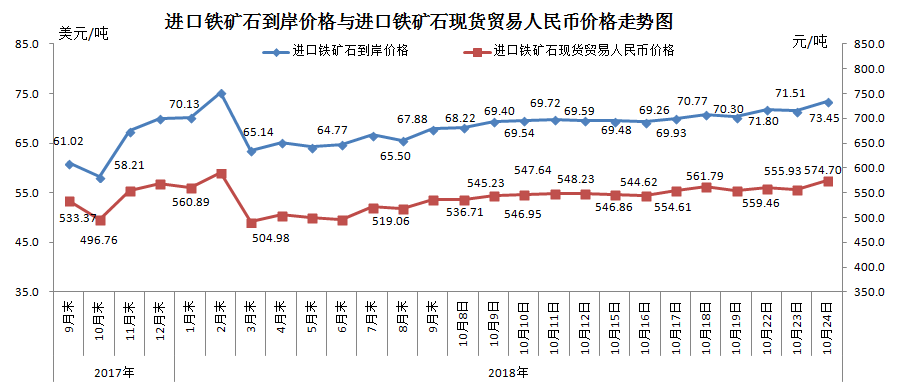 进口铁矿石到岸价格与进口铁矿石现货贸易人民币价格走势图
美元/吨
元/吨
进口铁矿石到岸价格
进口铁矿石现货贸易人民币价格
85.0
75.0
65.0
55.0
45.0
35.0
850.0
800.0
750.0
700.0
650.0
600.0
550.0
500.0
450.0
400.0
350.0
61.02
58.21
70.13
65.14
64.77
65.50
67.88
68.22
69.40
69.54
69.72
69.59
69.48
69.26
69.93
70.77
70.30
71.80
71.51
73.45
533.37
496.76
560.89
504.98
519.06
536.71
545.23
546.95
547.64
548.23
546.86
544.62
554.61
561.79
559.46
555.93
574.70
9月末
10月末
11月末
12月末
1月末
2月末
3月末
4月末
5月末
6月末
7月末
8月末
9月末
10月8日
10月9日
10月10日
10月11日
10月12日
10月15日
10月16日
10月17日
10月18日
10月19日
10月22日
10月23日
10月24日
2017年
2018年